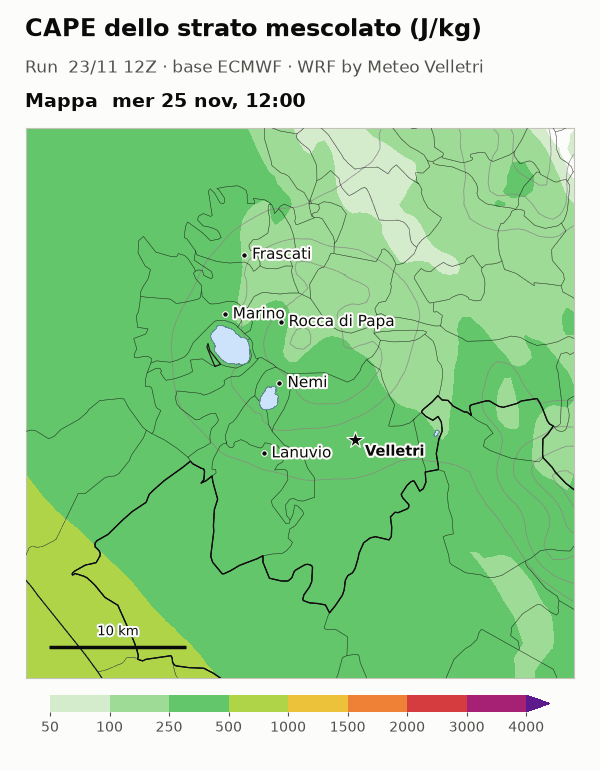 CAPE dello strato mescolato (J/kg)
Run  23/11 12Z · base ECMWF · WRF by Meteo Velletri
Mappa  mer 25 nov, 12:00
Frascati
Marino
Rocca di Papa
Nemi
Velletri
Lanuvio
10 km
50 100 250 500 1000 1500 2000 3000 4000